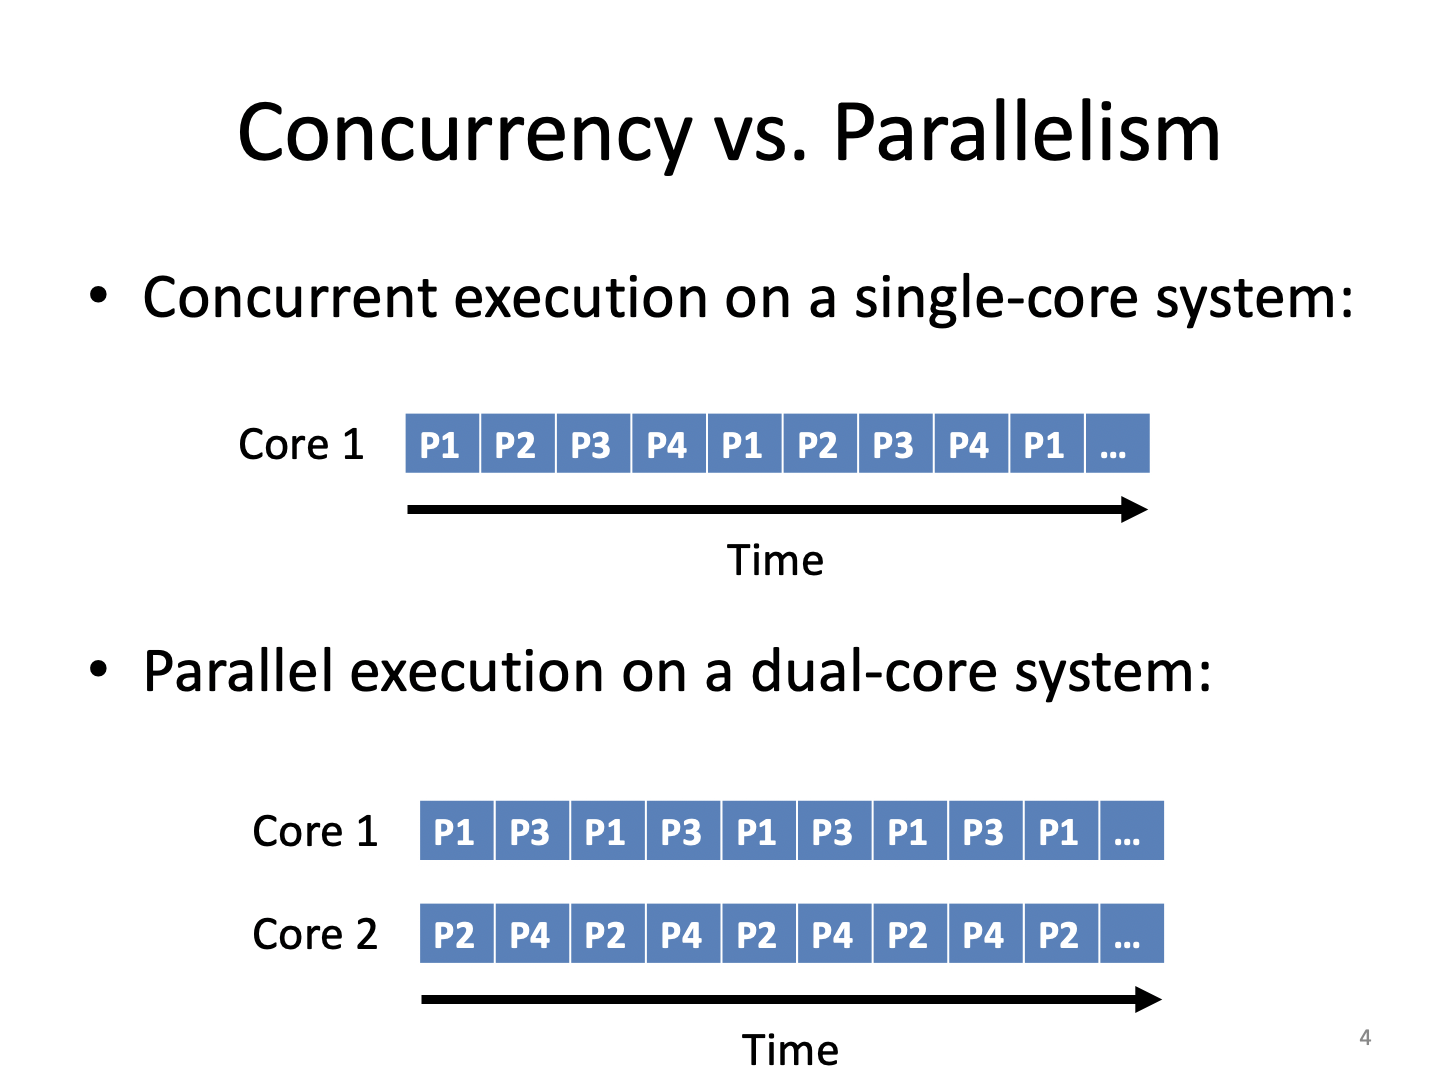 Concurrency vs. Parallelism
• Concurrent execution on a single-core system:
Core 1 P1 P2 P3 P4 P1 P2 P3 P4 P1 ...
Time
• Parallel execution on a dual-core system:
Core 1 P1 P3 P1 P3 P1 P3 P1 P3 P1 ...
Core 2 P2 P4 P2 P4 P2 P4 P2 P4 P2 ...
Time
4